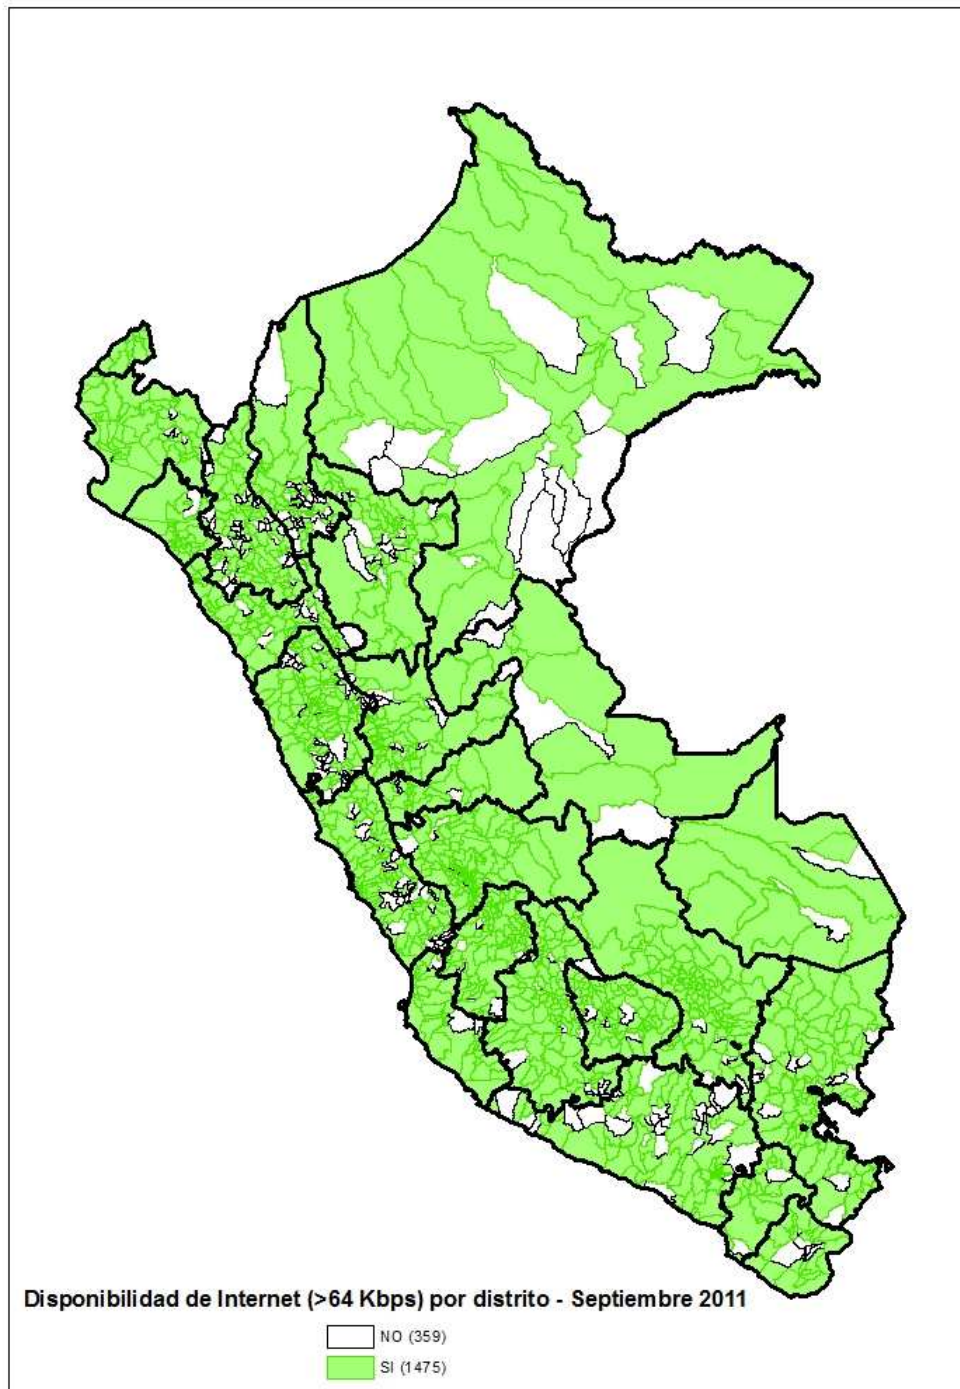 Disponibilidad de Internet (>64 Kbps) por distrito - Septiembre 2011
NO (359)
SI (1475)